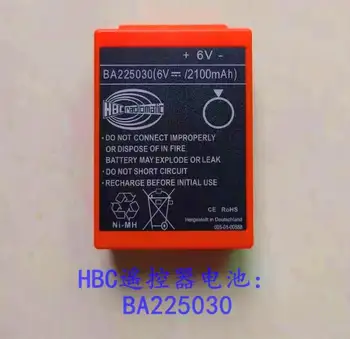 + 6V -
BA225030(6V⎓/2100mAh)
HBC radiomatic
• DO NOT CONNECT IMPROPERLY
OR DISPOSE OF IN FIRE.
BATTERY MAY EXPLODE OR LEAK
• DO NOT SHORT CIRCUIT
• RECHARGE BEFORE FIRST USE
CE RoHS
Hergestellt in Deutschland
Ni-MH
HBC遥控器电池:
BA225030